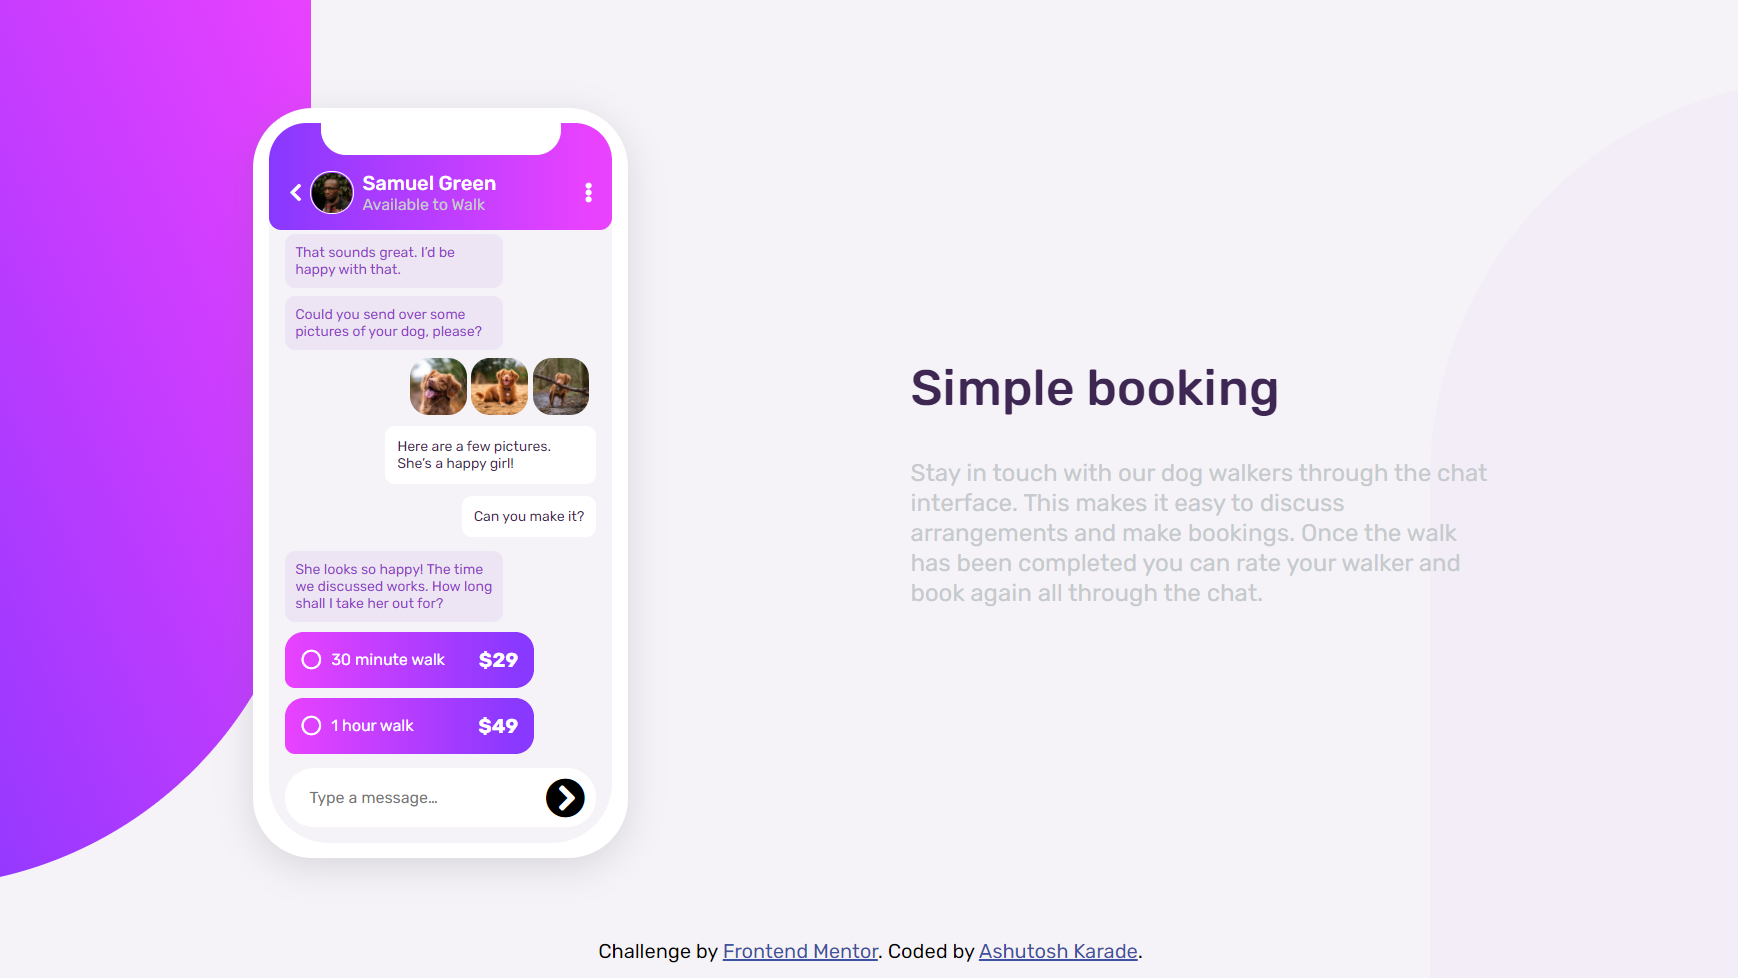 Samuel Green
Available to Walk
That sounds great. I’d be
happy with that.
Could you send over some
pictures of your dog, please?
Here are a few pictures.
She’s a happy girl!
Can you make it?
She looks so happy! The time
we discussed works. How long
shall I take her out for?
30 minute walk $29
1 hour walk $49
Type a message…
Simple booking
Stay in touch with our dog walkers through the chat
interface. This makes it easy to discuss
arrangements and make bookings. Once the walk
has been completed you can rate your walker and
book again all through the chat.
Challenge by Frontend Mentor. Coded by Ashutosh Karade.